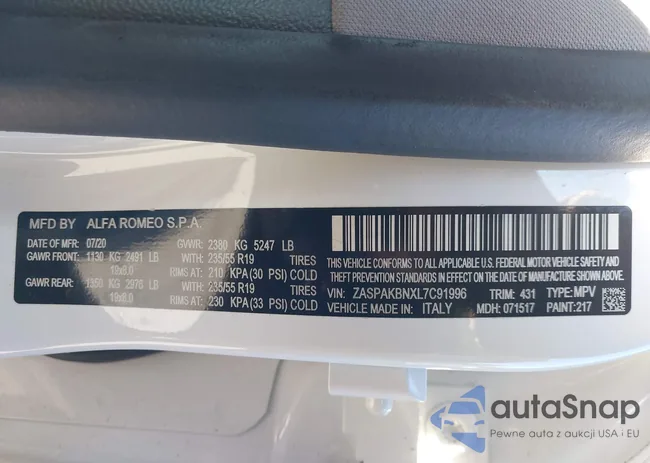 MFD BY ALFA ROMEO S.P.A.
DATE OF MFR: 07/20 GVWR: 2380 KG 5247 LB
GAWR FRONT: 1130 KG 2491 LB WITH 235/55 R19 TIRES
19x8.0 RIMS AT 210 KPA (30 PSI) COLD
GAWR REAR: 1350 KG 2976 LB WITH 235/55 R19 TIRES
19x8.0 RIMS AT 230 KPA (33 PSI) COLD
THIS VEHICLE CONFORMS TO ALL APPLICABLE U.S. FEDERAL MOTOR VEHICLE SAFETY AND
THEFT PREVENTION STANDARDS IN EFFECT ON THE DATE OF MANUFACTURE SHOWN ABOVE
VIN: ZASPAKBNXL7C91996 TRIM: 431 TYPE: MPV
VEHICLE MADE IN: ITALY MDH: 071517 PAINT: 217
autaSnap
Pewne auta z aukcji USA i EU